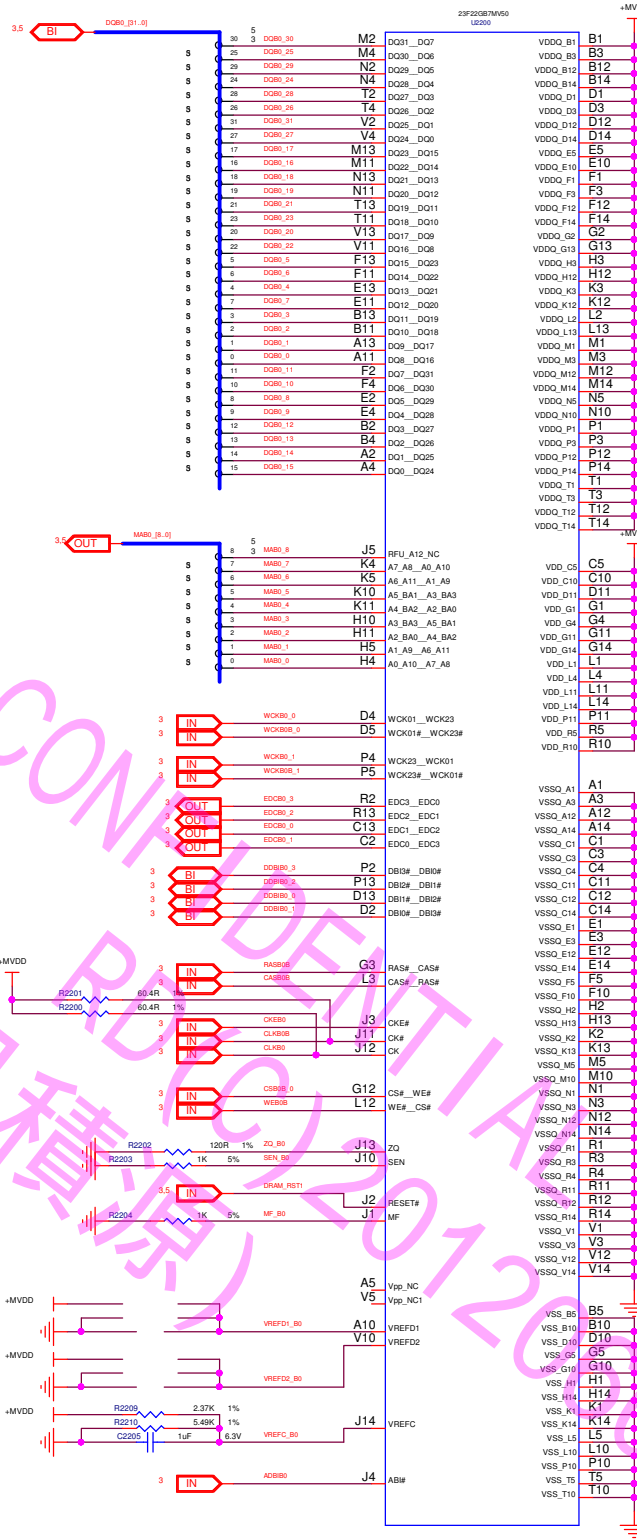 23F22GB7MV50
U2200
+MV
3,5 BI DQB0_[31..0]
5
3
30 DQB0_30 M2 DQ31__DQ7 VDDQ_B1 B1
S 25 DQB0_25 M4 DQ30__DQ6 VDDQ_B3 B3
S 29 DQB0_29 N2 DQ29__DQ5 VDDQ_B12 B12
S 24 DQB0_24 N4 DQ28__DQ4 VDDQ_B14 B14
S 28 DQB0_28 T2 DQ27__DQ3 VDDQ_D1 D1
S 26 DQB0_26 T4 DQ26__DQ2 VDDQ_D3 D3
S 31 DQB0_31 V2 DQ25__DQ1 VDDQ_D12 D12
S 27 DQB0_27 V4 DQ24__DQ0 VDDQ_D14 D14
S 17 DQB0_17 M13 DQ23__DQ15 VDDQ_E5 E5
S 16 DQB0_16 M11 DQ22__DQ14 VDDQ_E10 E10
S 18 DQB0_18 N13 DQ21__DQ13 VDDQ_F1 F1
S 19 DQB0_19 N11 DQ20__DQ12 VDDQ_F3 F3
S 21 DQB0_21 T13 DQ19__DQ11 VDDQ_F12 F12
S 23 DQB0_23 T11 DQ18__DQ10 VDDQ_F14 F14
S 20 DQB0_20 V13 DQ17__DQ9 VDDQ_G2 G2
S 22 DQB0_22 V11 DQ16__DQ8 VDDQ_G13 G13
S 5 DQB0_5 F13 DQ15__DQ23 VDDQ_H3 H3
S 6 DQB0_6 F11 DQ14__DQ22 VDDQ_H12 H12
S 4 DQB0_4 E13 DQ13__DQ21 VDDQ_K3 K3
S 7 DQB0_7 E11 DQ12__DQ20 VDDQ_K12 K12
S 3 DQB0_3 B13 DQ11__DQ19 VDDQ_L2 L2
S 2 DQB0_2 B11 DQ10__DQ18 VDDQ_L13 L13
S 1 DQB0_1 A13 DQ9__DQ17 VDDQ_M1 M1
S 0 DQB0_0 A11 DQ8__DQ16 VDDQ_M3 M3
S 11 DQB0_11 F2 DQ7__DQ31 VDDQ_M12 M12
S 10 DQB0_10 F4 DQ6__DQ30 VDDQ_M14 M14
S 8 DQB0_8 E2 DQ5__DQ29 VDDQ_N5 N5
S 9 DQB0_9 E4 DQ4__DQ28 VDDQ_N10 N10
S 12 DQB0_12 B2 DQ3__DQ27 VDDQ_P1 P1
S 13 DQB0_13 B4 DQ2__DQ26 VDDQ_P3 P3
S 14 DQB0_14 A2 DQ1__DQ25 VDDQ_P12 P12
S 15 DQB0_15 A4 DQ0__DQ24 VDDQ_P14 P14
VDDQ_T1 T1
VDDQ_T3 T3
VDDQ_T12 T12
VDDQ_T14 T14
+MV
3,5 OUT MAB0_[8..0]
5
3
8 MAB0_8 J5 RFU_A12_NC
S 7 MAB0_7 K4 A7_A8__A0_A10 VDD_C5 C5
S 6 MAB0_6 K5 A6_A11__A1_A9 VDD_C10 C10
S 5 MAB0_5 K10 A5_BA1__A3_BA3 VDD_D11 D11
S 4 MAB0_4 K11 A4_BA2__A2_BA0 VDD_G1 G1
S 3 MAB0_3 H10 A3_BA3__A5_BA1 VDD_G4 G4
S 2 MAB0_2 H11 A2_BA0__A4_BA2 VDD_G11 G11
S 1 MAB0_1 H5 A1_A9__A6_A11 VDD_G14 G14
S 0 MAB0_0 H4 A0_A10__A7_A8 VDD_L1 L1
VDD_L4 L4
VDD_L11 L11
VDD_L14 L14
3 IN WCKB0_0 D4 WCK01__WCK23 VDD_P11 P11
3 IN WCKB0B_0 D5 WCK01#__WCK23# VDD_R5 R5
VDD_R10 R10
3 IN WCKB0_1 P4 WCK23__WCK01
3 IN WCKB0B_1 P5 WCK23#__WCK01#
VSSQ_A1 A1
3 OUT EDCB0_3 R2 EDC3__EDC0 VSSQ_A3 A3
3 OUT EDCB0_2 R13 EDC2__EDC1 VSSQ_A12 A12
3 OUT EDCB0_0 C13 EDC1__EDC2 VSSQ_A14 A14
3 OUT EDCB0_1 C2 EDC0__EDC3 VSSQ_C1 C1
VSSQ_C3 C3
3 BI DDBIB0_3 P2 DBI3#__DBI0# VSSQ_C4 C4
3 BI DDBIB0_2 P13 DBI2#__DBI1# VSSQ_C11 C11
3 BI DDBIB0_0 D13 DBI1#__DBI2# VSSQ_C12 C12
3 BI DDBIB0_1 D2 DBI0#__DBI3# VSSQ_C14 C14
VSSQ_E1 E1
VSSQ_E3 E3
VSSQ_E12 E12
+MVDD
3 IN RASB0B G3 RAS#__CAS# VSSQ_E14 E14
3 IN CASB0B L3 CAS#__RAS# VSSQ_F5 F5
R2201 60.4R 1% VSSQ_F10 F10
R2200 60.4R 1% VSSQ_H2 H2
3 IN CKEB0 J3 CKE# VSSQ_H13 H13
3 IN CLKB0B J11 CK# VSSQ_K2 K2
3 IN CLKB0 J12 CK VSSQ_K13 K13
VSSQ_M5 M5
VSSQ_M10 M10
3 IN CSB0B_0 G12 CS#__WE# VSSQ_N1 N1
3 IN WEB0B L12 WE#__CS# VSSQ_N3 N3
VSSQ_N12 N12
VSSQ_N14 N14
R2202 120R 1% ZQ_B0 J13 ZQ VSSQ_R1 R1
R2203 1K 5% SEN_B0 J10 SEN VSSQ_R3 R3
VSSQ_R4 R4
3,5 IN DRAM_RST1 J2 RESET# VSSQ_R11 R11
VSSQ_R12 R12
R2204 1K 5% MF_B0 J1 MF VSSQ_R14 R14
VSSQ_V1 V1
VSSQ_V3 V3
VSSQ_V12 V12
VSSQ_V14 V14
A5 Vpp_NC
V5 Vpp_NC1
+MVDD
VSS_B5 B5
VREFD1_B0 A10 VREFD1 VSS_B10 B10
V10 VREFD2 VSS_D10 D10
+MVDD VSS_G5 G5
VSS_G10 G10
VREFD2_B0 VSS_H1 H1
VSS_H14 H14
+MVDD R2209 2.37K 1% VSS_K1 K1
R2210 5.49K 1% J14 VREFC VSS_K14 K14
C2205 1uF 6.3V VREFC_B0 VSS_L5 L5
VSS_L10 L10
VSS_P10 P10
3 IN ADBIB0 J4 ABI# VSS_T5 T5
VSS_T10 T10
CONFIDENTIAL
RD(C)2012060
積源)